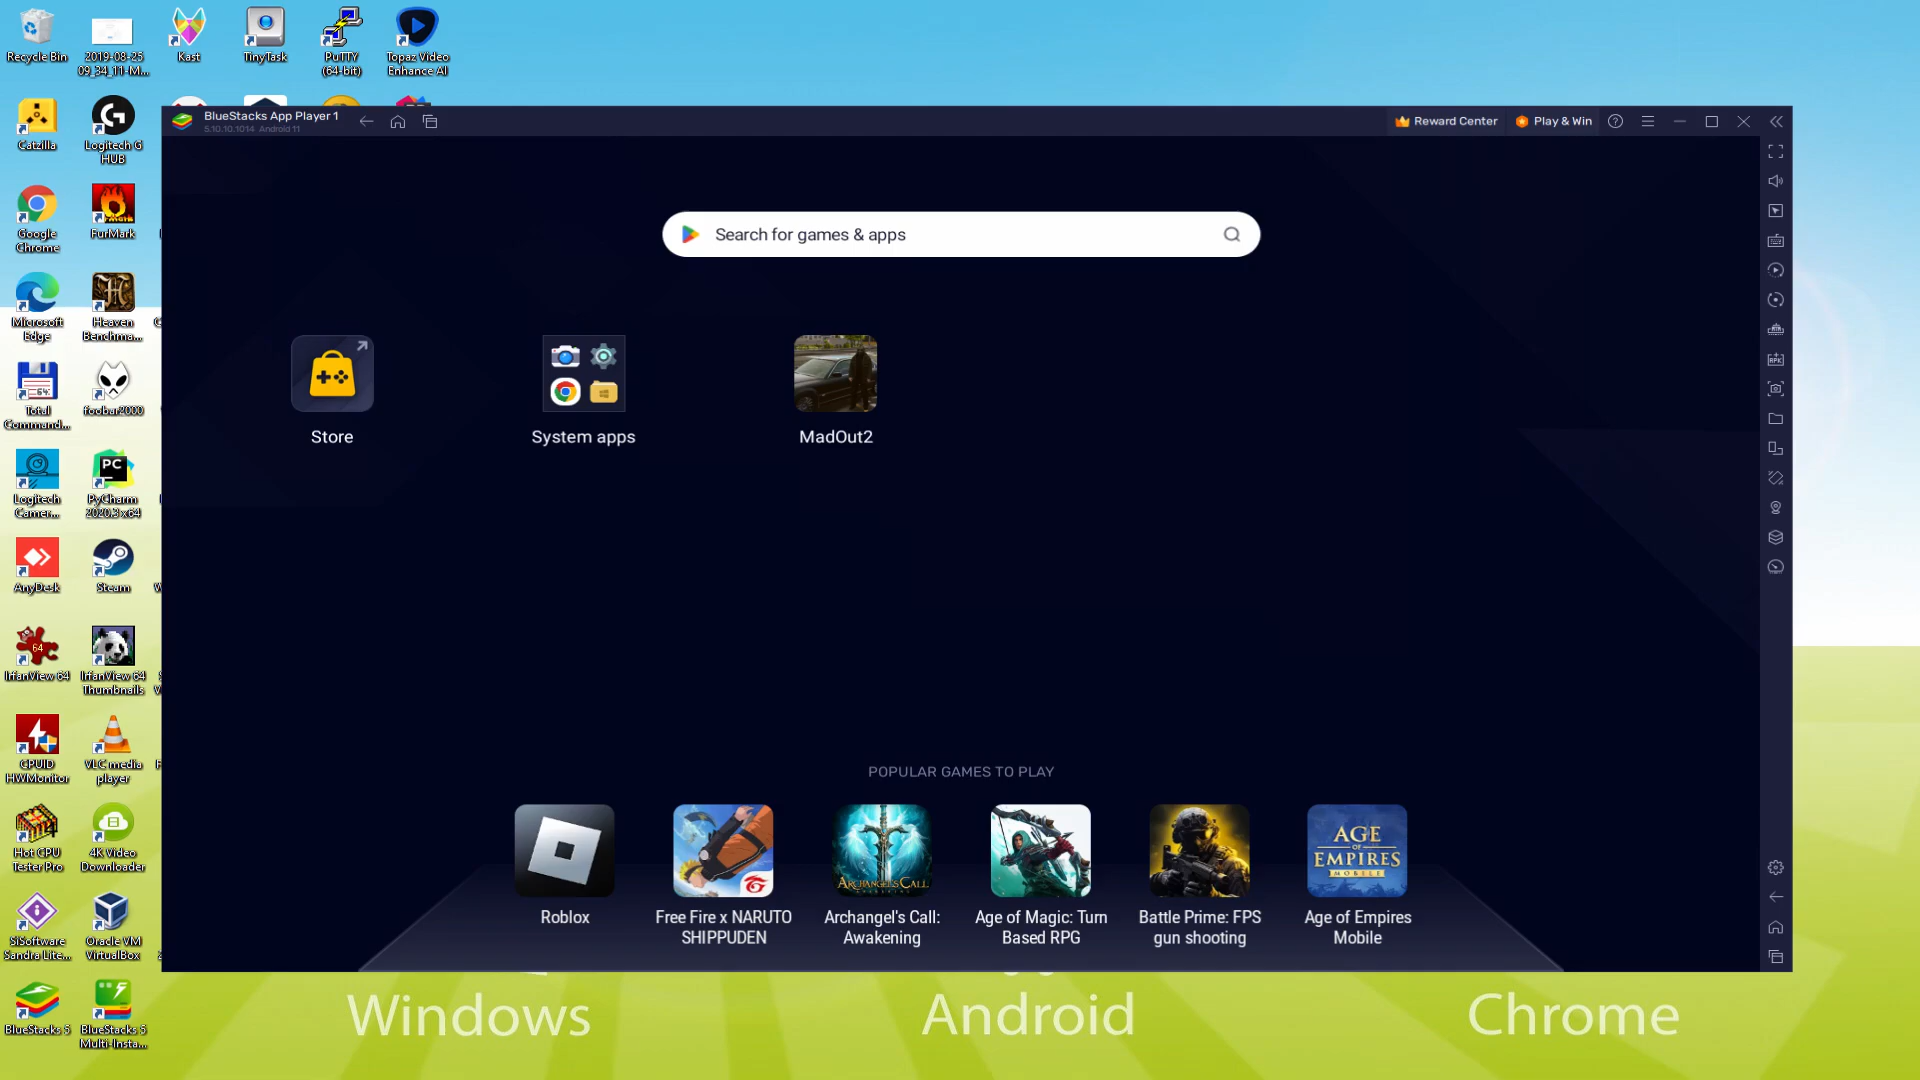 Recycle Bin
2019-08-25
09_34_11-M...
Kast
TinyTask
PuTTY
(64-bit)
Topaz Video
Enhance AI
Catzilla
Logitech G
HUB
Google
Chrome
FurMark
Microsoft
Edge
Heaven
Benchma...
Total
Command...
foobar2000
Logitech
Camer...
PC
PyCharm
2020.3 x64
AnyDesk
Steam
64
IrfanView 64
IrfanView 64
Thumbnails
CPUID
HWMonitor
VLC media
player
Hot CPU
Tester Pro
4K Video
Downloader
SiSoftware
Sandra Lite...
Oracle VM
VirtualBox
BlueStacks 5
BlueStacks 5
Multi-Insta...
BlueStacks App Player 1
5.10.10.1014 Android 11
Reward Center
Play & Win
Search for games & apps
Store
System apps
MadOut2
POPULAR GAMES TO PLAY
ARCHANGEL'S CALL
AGE
OF
EMPIRES
MOBILE
Roblox
Free Fire x NARUTO
SHIPPUDEN
Archangel's Call:
Awakening
Age of Magic: Turn
Based RPG
Battle Prime: FPS
gun shooting
Age of Empires
Mobile
Windows
Android
Chrome